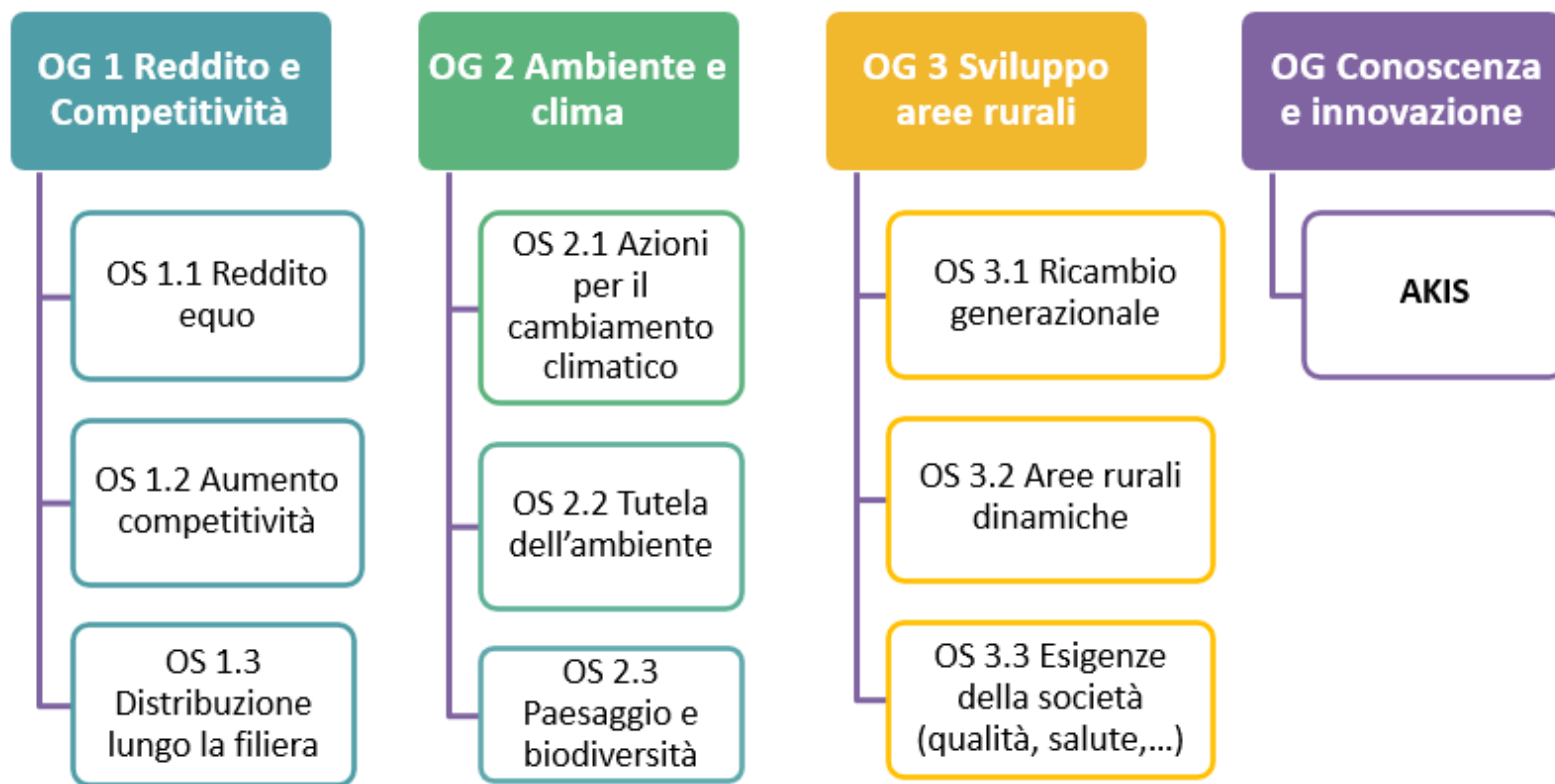 OG 1 Reddito e
Competitività
OS 1.1 Reddito
equo
OS 1.2 Aumento
competitività
OS 1.3
Distribuzione
lungo la filiera
OG 2 Ambiente e
clima
OS 2.1 Azioni
per il
cambiamento
climatico
OS 2.2 Tutela
dell’ambiente
OS 2.3
Paesaggio e
biodiversità
OG 3 Sviluppo
aree rurali
OS 3.1 Ricambio
generazionale
OS 3.2 Aree rurali
dinamiche
OS 3.3 Esigenze
della società
(qualità, salute,...)
OG Conoscenza
e innovazione
AKIS